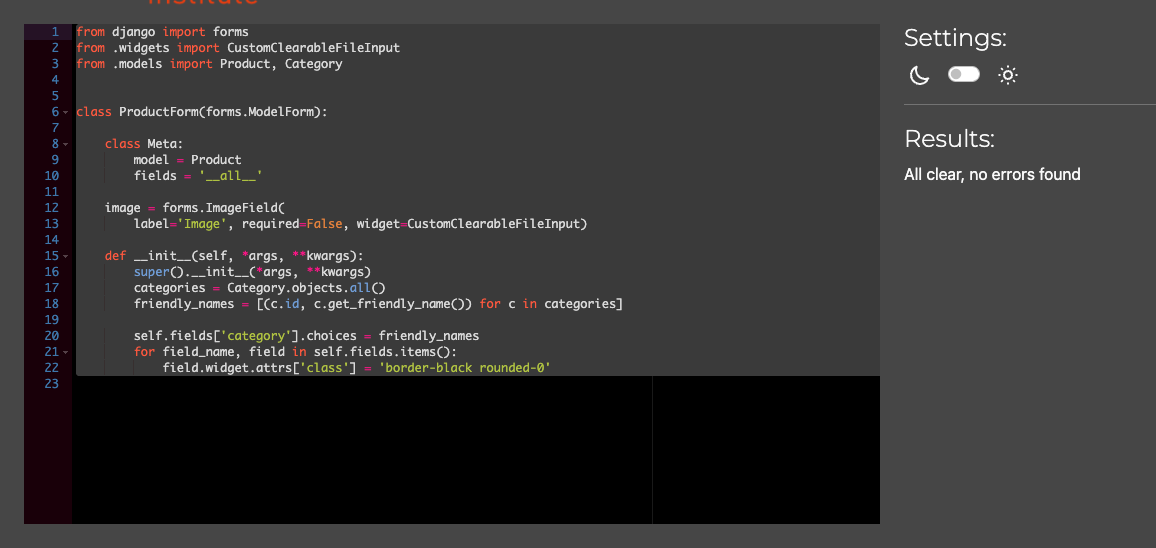 Institute
1 from django import forms
2 from .widgets import CustomClearableFileInput
3 from .models import Product, Category
4
5
6 class ProductForm(forms.ModelForm):
7
8     class Meta:
9         model = Product
10         fields = '__all__'
11
12     image = forms.ImageField(
13         label='Image', required=False, widget=CustomClearableFileInput)
14
15     def __init__(self, *args, **kwargs):
16         super().__init__(*args, **kwargs)
17         categories = Category.objects.all()
18         friendly_names = [(c.id, c.get_friendly_name()) for c in categories]
19
20         self.fields['category'].choices = friendly_names
21         for field_name, field in self.fields.items():
22             field.widget.attrs['class'] = 'border-black rounded-0'
23
Settings:
Results:
All clear, no errors found